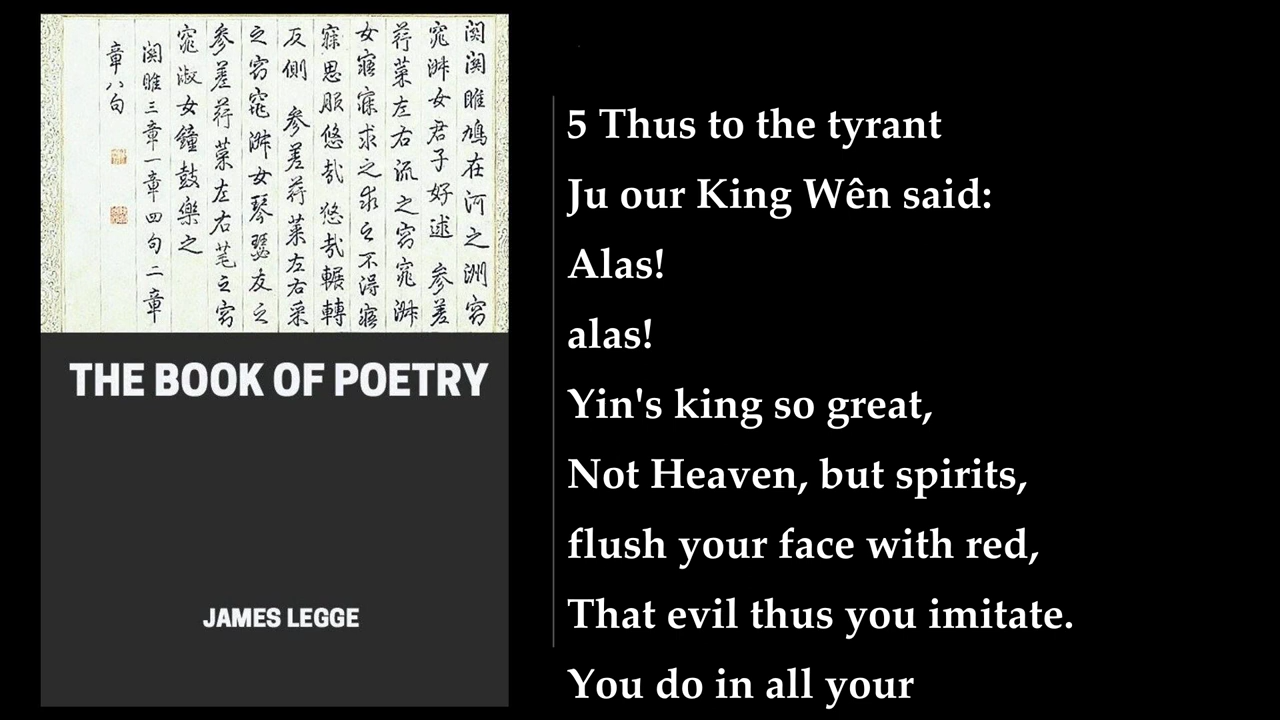 關關雎鳩在河之洲窈
窕淑女君子好逑 參差
荇菜左右流之窈窕淑
女寤寐求之求之不得寤
寐思服悠哉悠哉輾轉
反側 參差荇菜左右采
之窈窕淑女琴瑟友之
參差荇菜左右芼之窈
窕淑女鐘鼓樂之
關雎三章一章四句二章
章八句
THE BOOK OF POETRY
JAMES LEGGE
5 Thus to the tyrant
Ju our King Wên said:
Alas!
alas!
Yin's king so great,
Not Heaven, but spirits,
flush your face with red,
That evil thus you imitate.
You do in all your